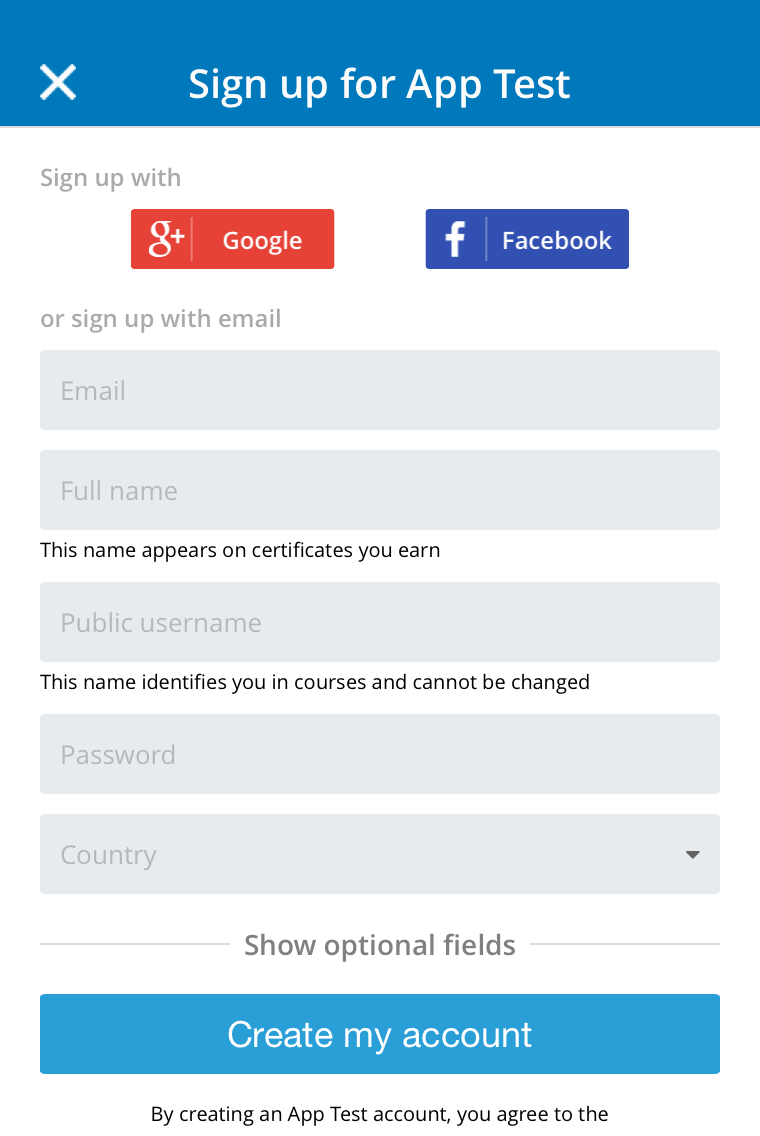 Sign up for App Test
Sign up with
g+ Google
f Facebook
or sign up with email
Email
Full name
This name appears on certificates you earn
Public username
This name identifies you in courses and cannot be changed
Password
Country
Show optional fields
Create my account
By creating an App Test account, you agree to the